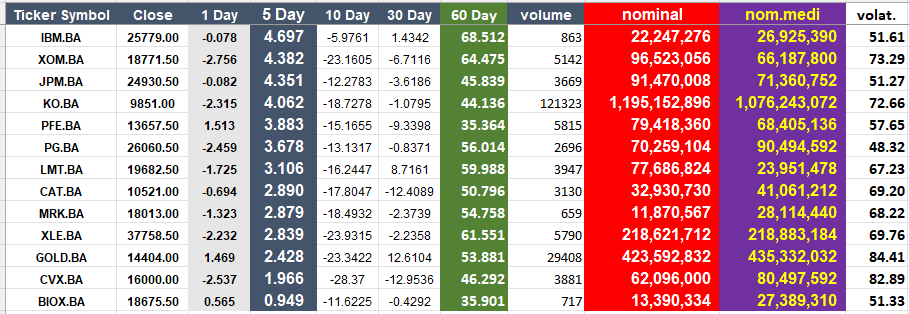 Ticker Symbol Close 1 Day 5 Day 10 Day 30 Day 60 Day volume nominal nom.medi volat.
IBM.BA 25779.00 -0.078 4.697 -5.9761 1.4342 68.512 863 22,247,276 26,925,390 51.61
XOM.BA 18771.50 -2.756 4.382 -23.1605 -6.7116 64.475 5142 96,523,056 66,187,800 73.29
JPM.BA 24930.50 -0.082 4.351 -12.2783 -3.6186 45.839 3669 91,470,008 71,360,752 51.27
KO.BA 9851.00 -2.315 4.062 -18.7278 -1.0795 44.136 121323 1,195,152,896 1,076,243,072 72.66
PFE.BA 13657.50 1.513 3.883 -15.1655 -9.3398 35.364 5815 79,418,360 68,405,136 57.65
PG.BA 26060.50 -2.459 3.678 -13.1317 -0.8371 56.014 2696 70,259,104 90,494,592 48.32
LMT.BA 19682.50 -1.725 3.106 -16.2447 8.7161 59.988 3947 77,686,824 23,951,478 67.23
CAT.BA 10521.00 -0.694 2.890 -17.8047 -12.4089 50.796 3130 32,930,730 41,061,212 69.20
MRK.BA 18013.00 -1.323 2.879 -18.4932 -2.3739 54.758 659 11,870,567 28,114,440 68.22
XLE.BA 37758.50 -2.232 2.839 -23.9315 -2.2358 61.551 5790 218,621,712 218,883,184 69.76
GOLD.BA 14404.00 1.469 2.428 -23.3422 12.6104 53.881 29408 423,592,832 435,332,032 84.41
CVX.BA 16000.00 -2.537 1.966 -28.37 -12.9536 46.292 3881 62,096,000 80,497,592 82.89
BIOX.BA 18675.50 0.565 0.949 -11.6225 -0.4292 35.901 717 13,390,334 27,389,310 51.33